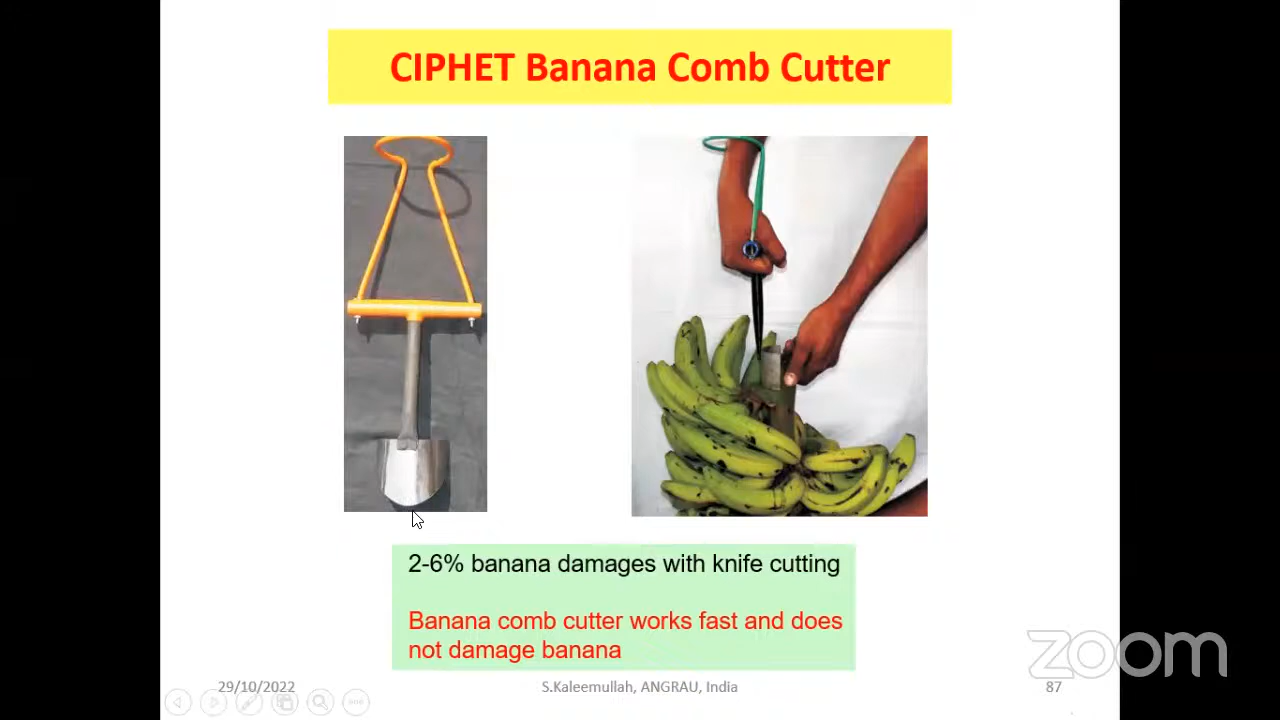 CIPHET Banana Comb Cutter
2-6% banana damages with knife cutting
Banana comb cutter works fast and does
not damage banana
zoom
29/10/2022
S.Kaleemullah, ANGRAU, India
87